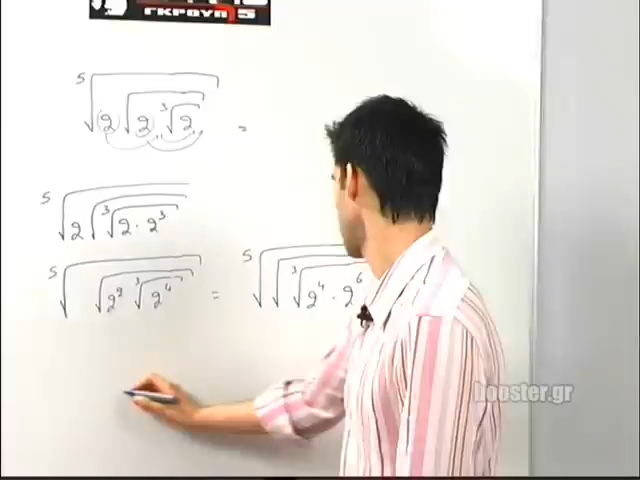 ΓΚΡΟΥΠ 5
⁵√(2√(2 ³√2)) =
⁵√(2√(³√(2 · 2³
⁵√(√(2² ³√(2⁴))) = ⁵√(√(³√(2⁴ · 2⁶
booster.gr